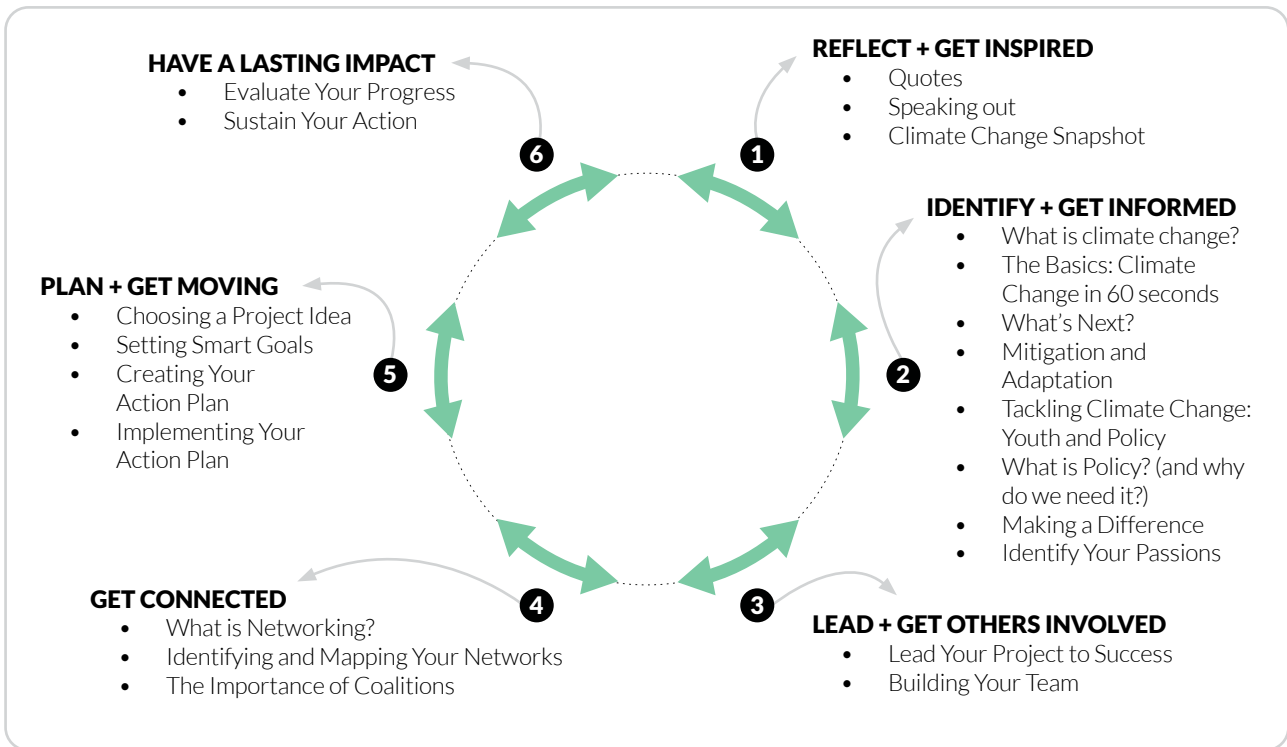 1
REFLECT + GET INSPIRED
• Quotes
• Speaking out
• Climate Change Snapshot
2
IDENTIFY + GET INFORMED
• What is climate change?
• The Basics: Climate
Change in 60 seconds
• What's Next?
• Mitigation and
Adaptation
• Tackling Climate Change:
Youth and Policy
• What is Policy? (and why
do we need it?)
• Making a Difference
• Identify Your Passions
3
LEAD + GET OTHERS INVOLVED
• Lead Your Project to Success
• Building Your Team
4
GET CONNECTED
• What is Networking?
• Identifying and Mapping Your Networks
• The Importance of Coalitions
5
PLAN + GET MOVING
• Choosing a Project Idea
• Setting Smart Goals
• Creating Your
Action Plan
• Implementing Your
Action Plan
6
HAVE A LASTING IMPACT
• Evaluate Your Progress
• Sustain Your Action